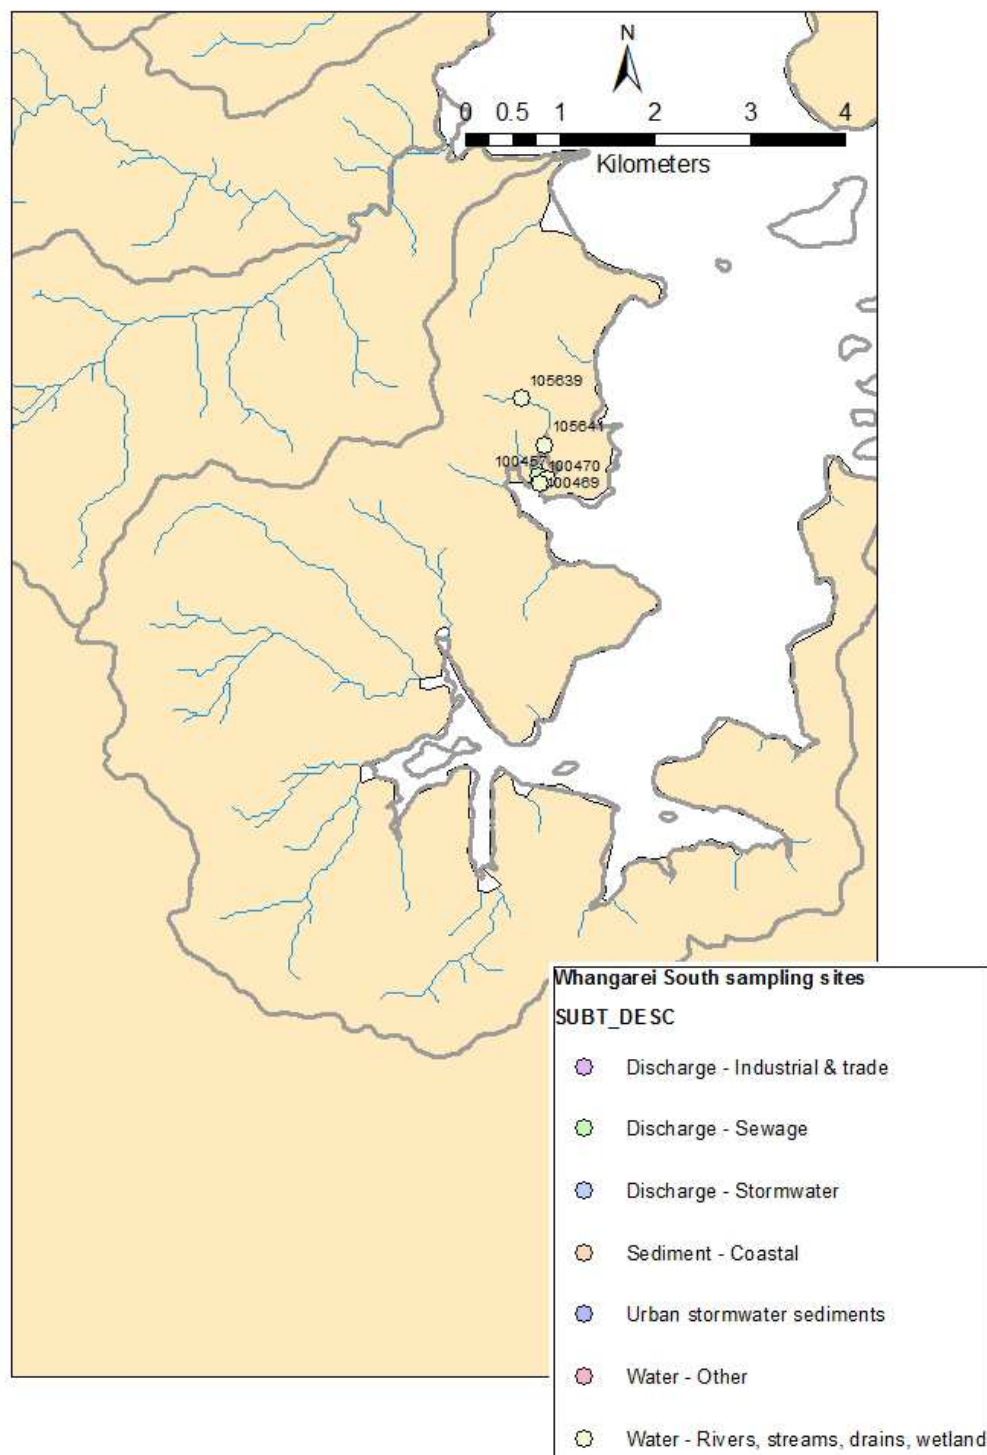 N
0 0.5 1 2 3 4
Kilometers
105639
105641
100457 100470
100469
Whangarei South sampling sites
SUBT_DESC
Discharge - Industrial & trade
Discharge - Sewage
Discharge - Stormwater
Sediment - Coastal
Urban stormwater sediments
Water - Other
Water - Rivers, streams, drains, wetland